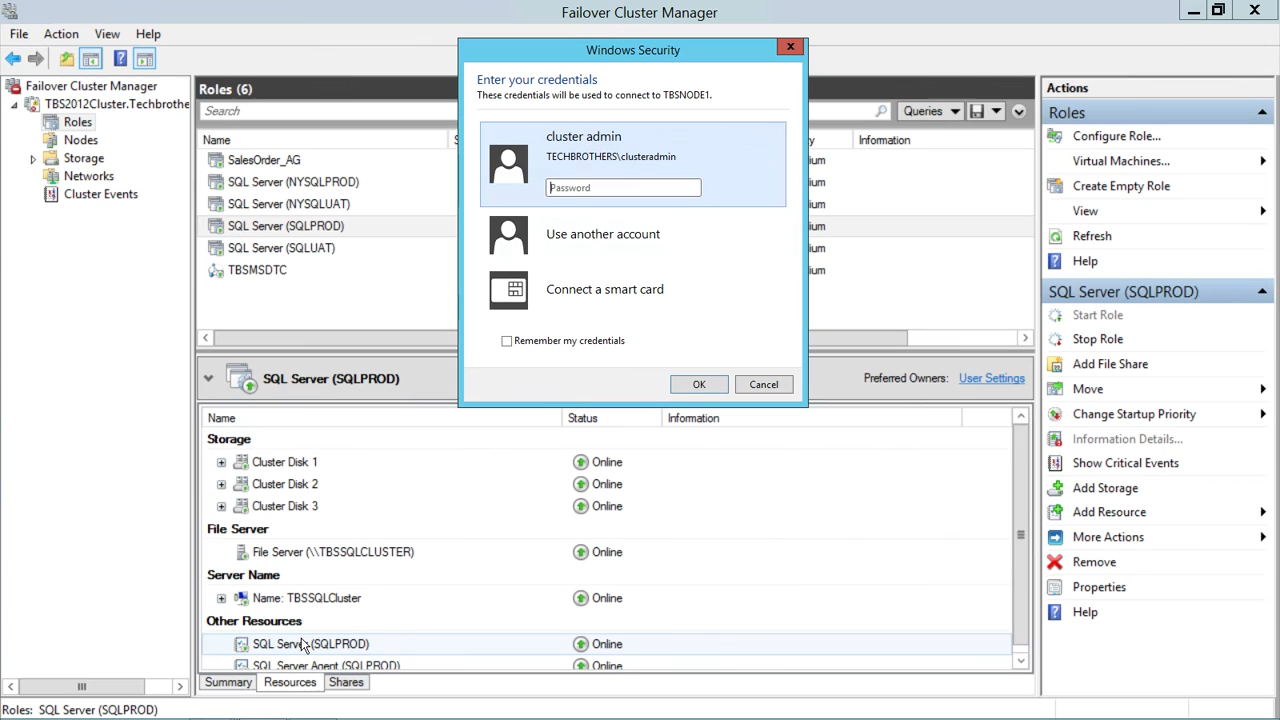 Failover Cluster Manager
File Action View Help
Failover Cluster Manager
TBS2012Cluster.Techbrothe
Roles
Nodes
Storage
Networks
Cluster Events
Roles (6)
Search
Queries
Name
Information
SalesOrder_AG
SQL Server (NYSQLPROD)
SQL Server (NYSQLUAT)
SQL Server (SQLPROD)
SQL Server (SQLUAT)
TBSMSDTC
Windows Security
Enter your credentials
These credentials will be used to connect to TBSNODE1.
cluster admin
TECHBROTHERS\clusteradmin
Password
Use another account
Connect a smart card
Remember my credentials
OK Cancel
SQL Server (SQLPROD)
Preferred Owners: User Settings
Name Status Information
Storage
Cluster Disk 1 Online
Cluster Disk 2 Online
Cluster Disk 3 Online
File Server
File Server (\\TBSSQLCLUSTER) Online
Server Name
Name: TBSSQLCluster Online
Other Resources
SQL Server (SQLPROD) Online
SQL Server Agent (SQLPROD) Online
Summary Resources Shares
Actions
Roles
Configure Role...
Virtual Machines...
Create Empty Role
View
Refresh
Help
SQL Server (SQLPROD)
Start Role
Stop Role
Add File Share
Move
Change Startup Priority
Information Details...
Show Critical Events
Add Storage
Add Resource
More Actions
Remove
Properties
Help
Roles: SQL Server (SQLPROD)